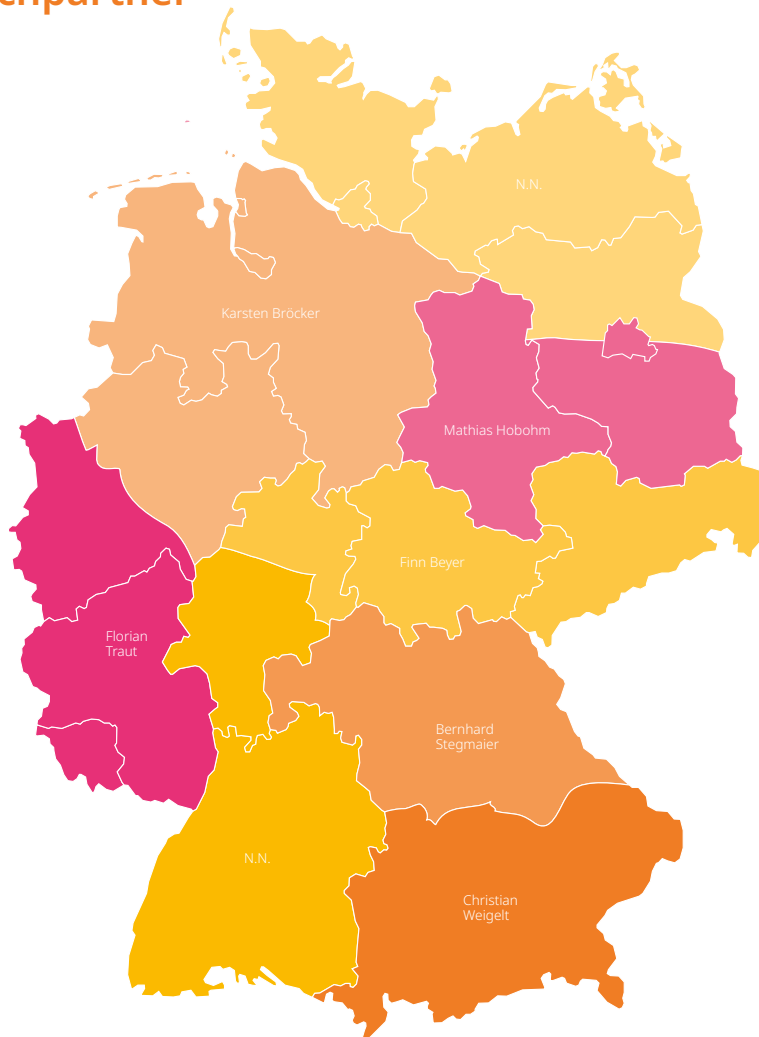 N.N.
Karsten Bröcker
Mathias Hobohm
Finn Beyer
Florian
Traut
Bernhard
Stegmaier
N.N.
Christian
Weigelt